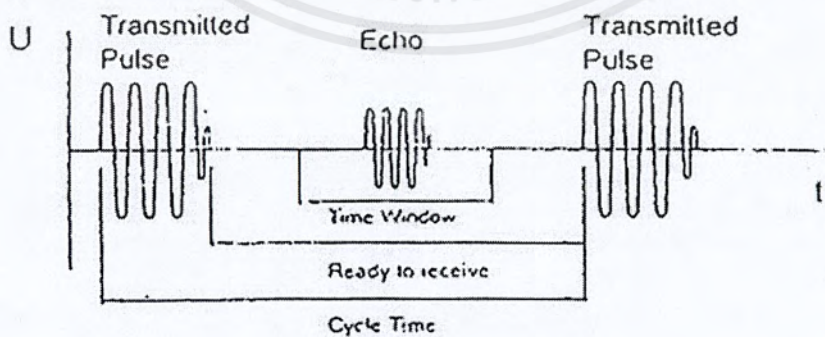 U
Transmitted
Pulse
Echo
Transmitted
Pulse
t
Time Window
Ready to receive
Cycle Time